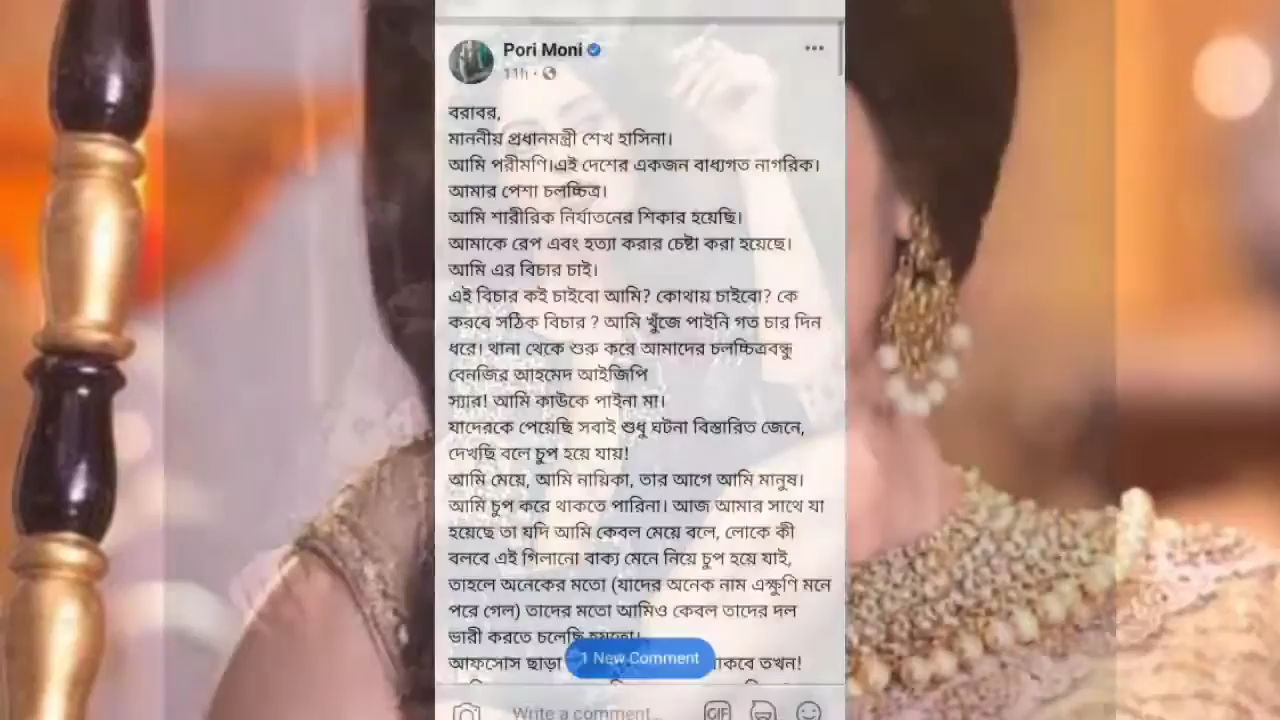 Pori Moni
11h ·
বরাবর,
মাননীয় প্রধানমন্ত্রী শেখ হাসিনা।
আমি পরীমণি।এই দেশের একজন বাধ্যগত নাগরিক।
আমার পেশা চলচ্চিত্র।
আমি শারীরিক নির্যাতনের শিকার হয়েছি।
আমাকে রেপ এবং হত্যা করার চেষ্টা করা হয়েছে।
আমি এর বিচার চাই।
এই বিচার কই চাইবো আমি? কোথায় চাইবো? কে
করবে সঠিক বিচার ? আমি খুঁজে পাইনি গত চার দিন
ধরে। থানা থেকে শুরু করে আমাদের চলচ্চিত্রবন্ধু
বেনজির আহমেদ আইজিপি
স্যার! আমি কাউকে পাইনা মা।
যাদেরকে পেয়েছি সবাই শুধু ঘটনা বিস্তারিত জেনে,
দেখছি বলে চুপ হয়ে যায়!
আমি মেয়ে, আমি নায়িকা, তার আগে আমি মানুষ।
আমি চুপ করে থাকতে পারিনা। আজ আমার সাথে যা
হয়েছে তা যদি আমি কেবল মেয়ে বলে, লোকে কী
বলবে এই গিলানো বাক্য মেনে নিয়ে চুপ হয়ে যাই,
তাহলে অনেকের মতো (যাদের অনেক নাম এক্ষুণি মনে
পরে গেল) তাদের মতো আমিও কেবল তাদের দল
ভারী করতে চলেছি হয়তো।
আফসোস ছাড়া থাকবে তখন!
1 New Comment
Write a comment...
GIF